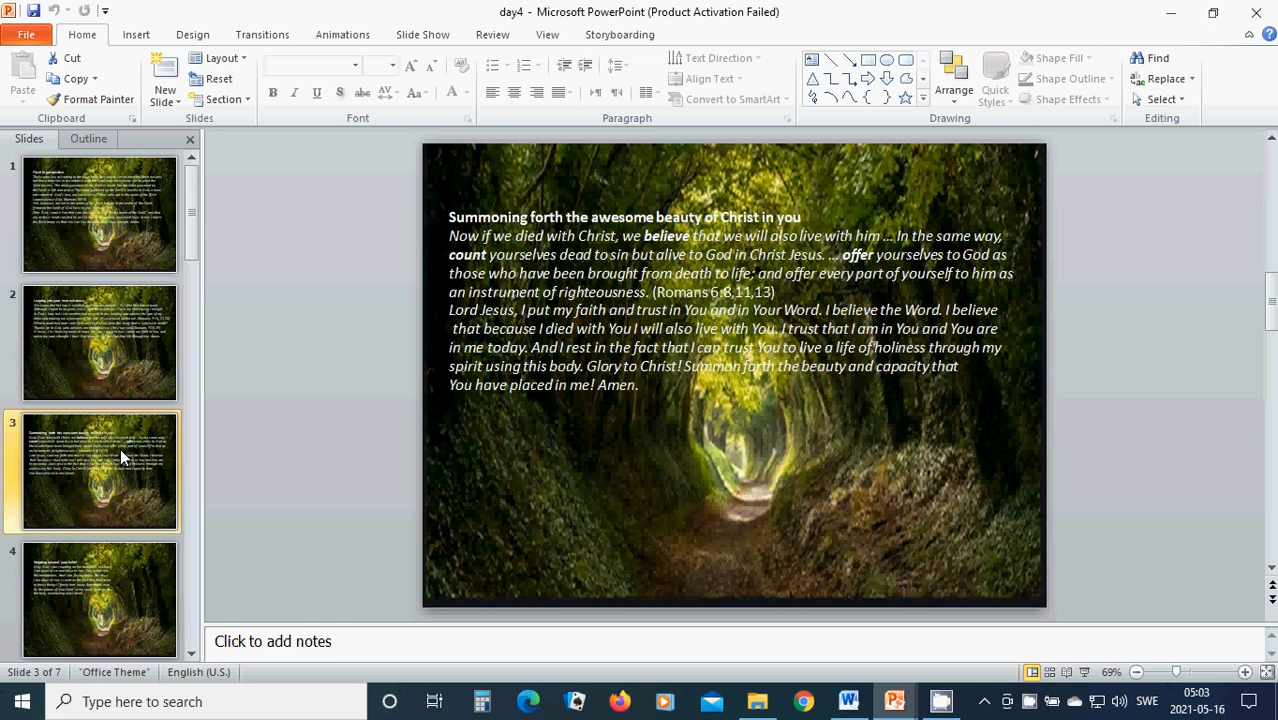 day4 - Microsoft PowerPoint (Product Activation Failed)
File Home Insert Design Transitions Animations Slide Show Review View Storyboarding
Paste
Cut
Copy
Format Painter
Clipboard
New Slide
Layout
Reset
Section
Slides
Font
Paragraph
Text Direction
Align Text
Convert to SmartArt
Arrange
Quick Styles
Shape Fill
Shape Outline
Shape Effects
Drawing
Find
Replace
Select
Editing
Slides Outline
1
2
3
4
Summoning forth the awesome beauty of Christ in you
Now if we died with Christ, we believe that we will also live with him ... In the same way,
count yourselves dead to sin but alive to God in Christ Jesus. ... offer yourselves to God as
those who have been brought from death to life; and offer every part of yourself to him as
an instrument of righteousness. (Romans 6:8,11,13)
Lord Jesus, I put my faith and trust in You and in Your Word. I believe the Word. I believe
that because I died with You I will also live with You. I believe that I am in You and You are
in me today. And I rest in the fact that I can trust You to live a life of holiness through my
spirit using this body. Glory to Christ! Summon forth the beauty and capacity that
You have placed in me! Amen.
Click to add notes
Slide 3 of 7 "Office Theme" English (U.S.) 69%
Type here to search
SWE
05:03
2021-05-16